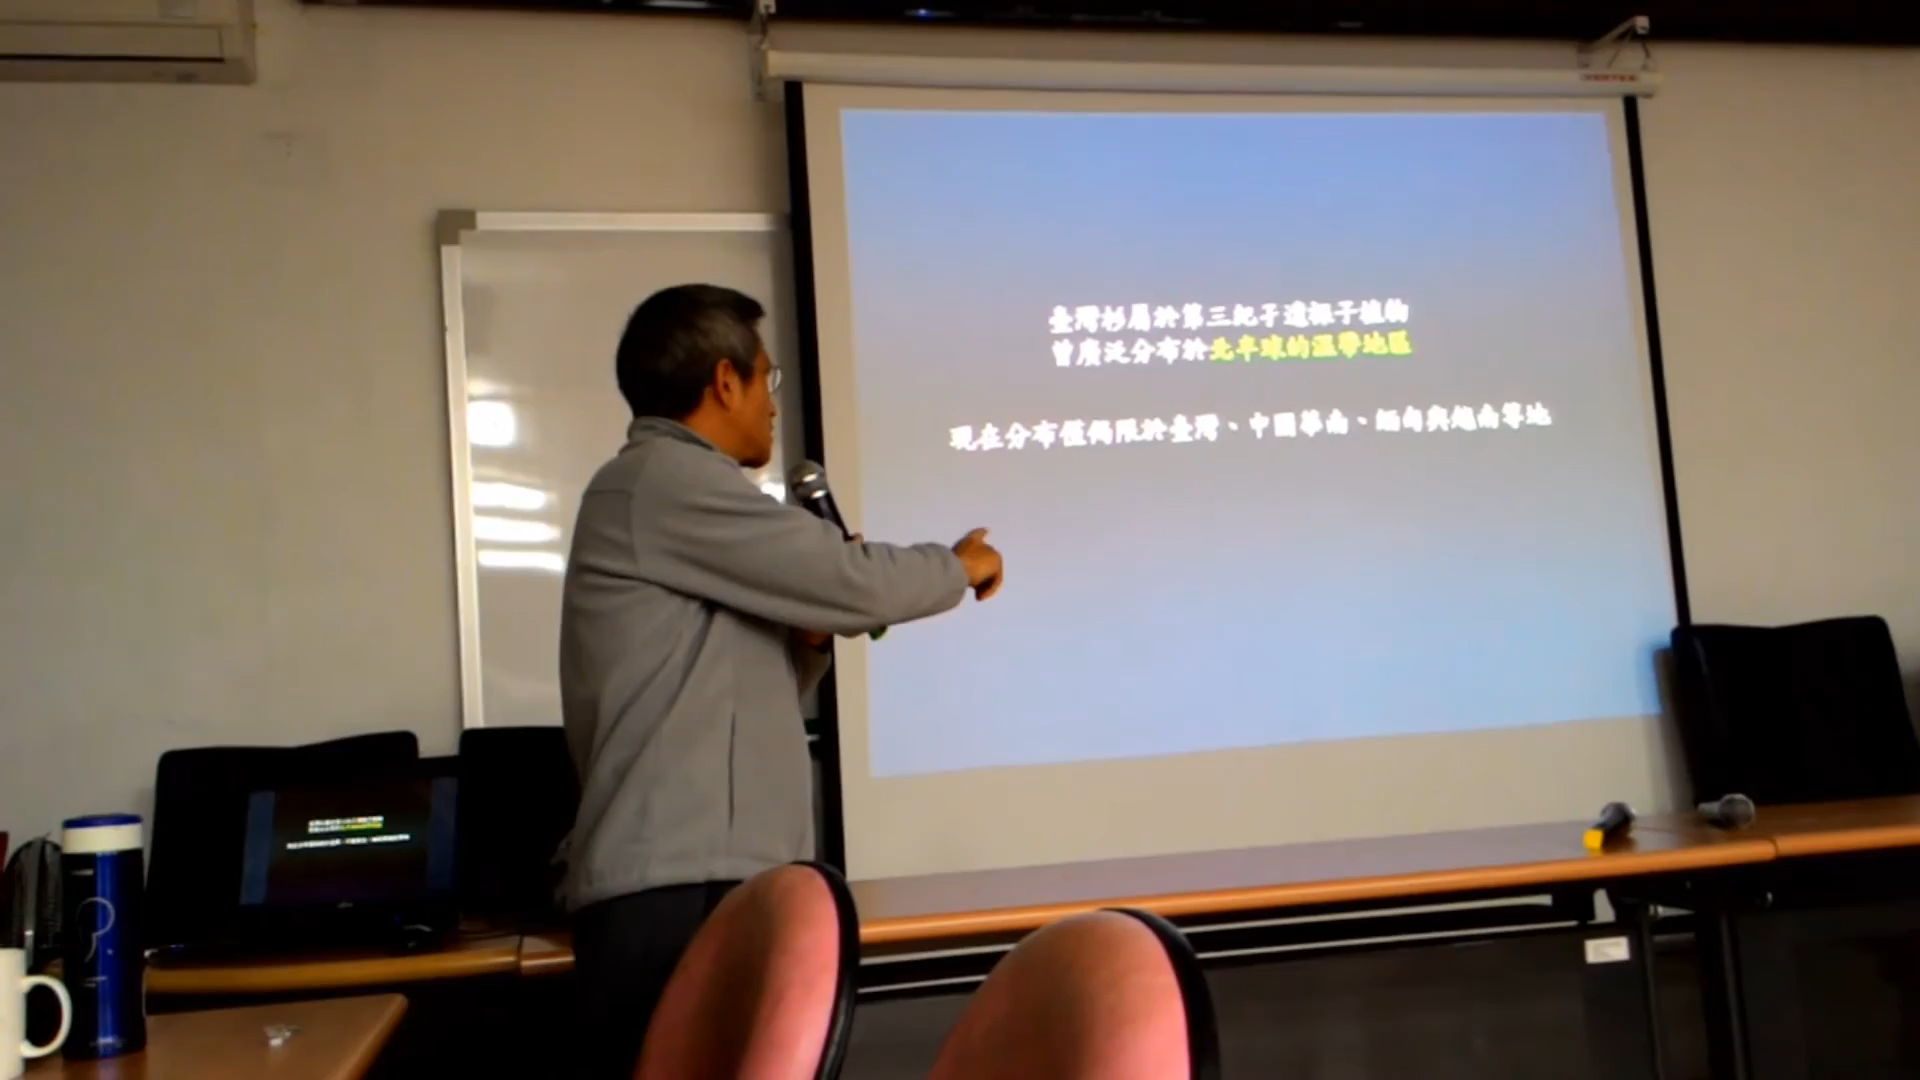 臺灣杉屬於第三紀孑遺裸子植物
曾廣泛分布於北半球的溫帶地區
現在分布僅侷限於臺灣、中國華南、緬甸與越南等地